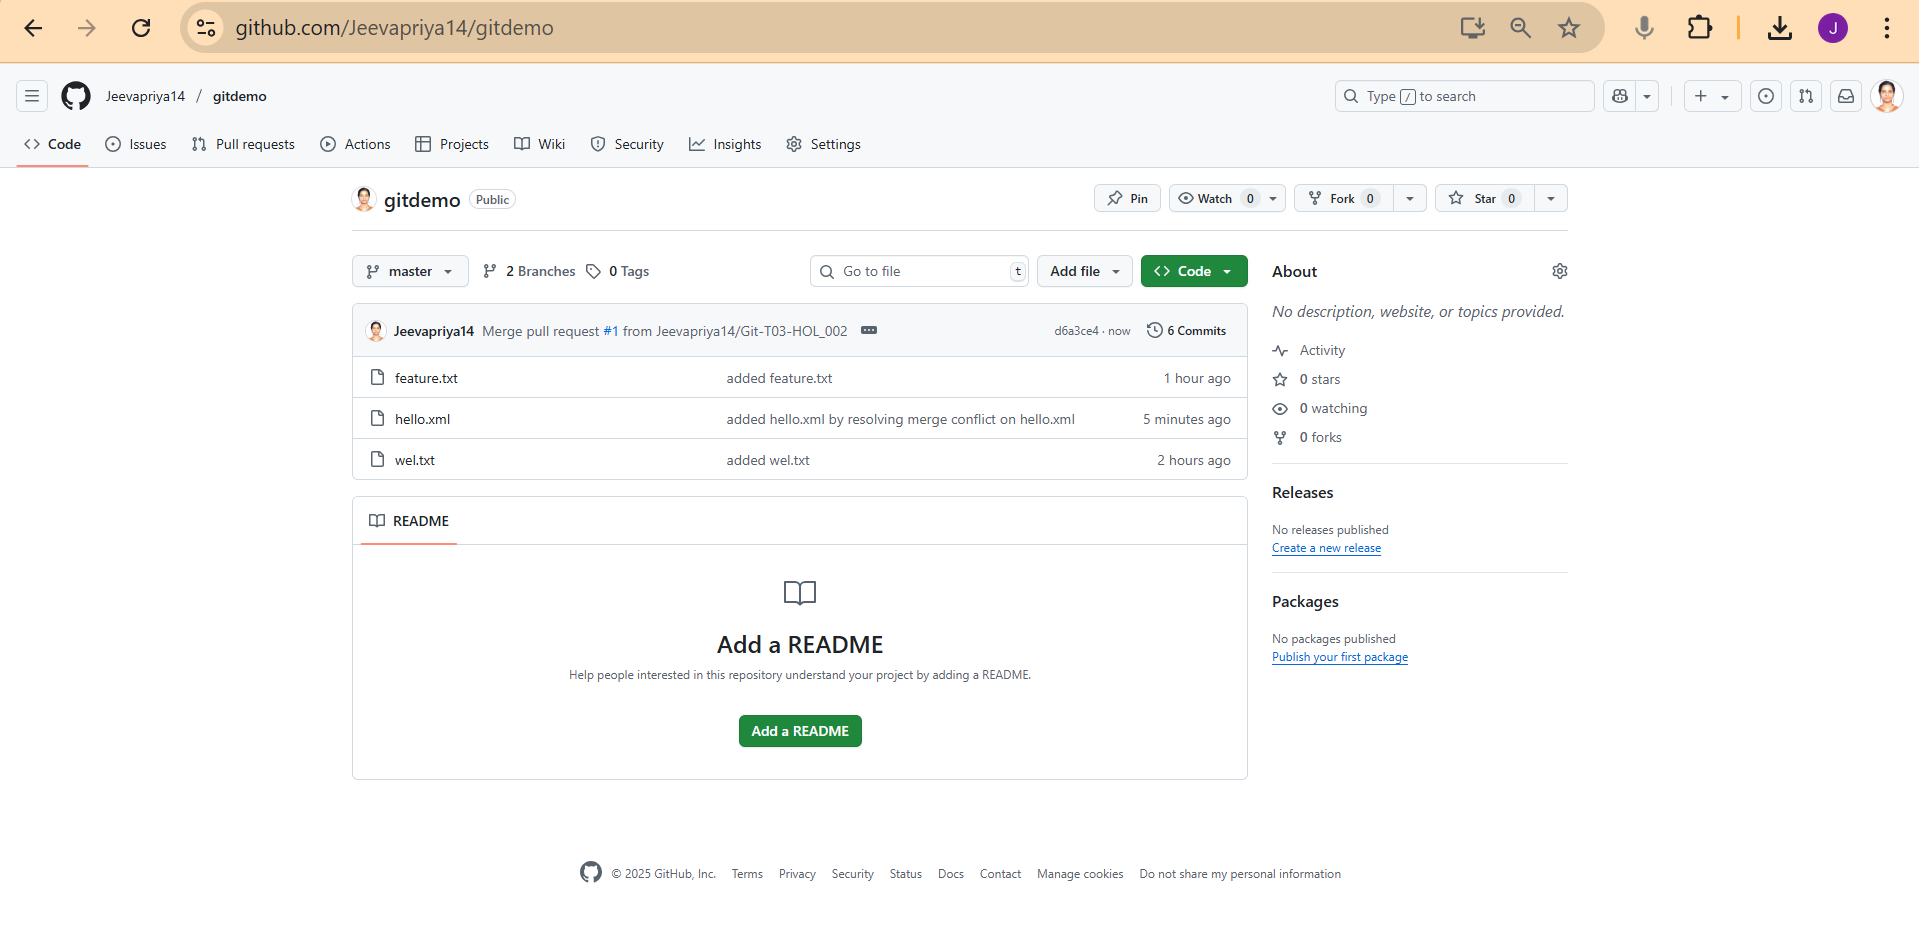 github.com/Jeevapriya14/gitdemo
J
Jeevapriya14 / gitdemo
Type / to search
Code Issues Pull requests Actions Projects Wiki Security Insights Settings
gitdemo Public
Pin Watch 0 Fork 0 Star 0
master 2 Branches 0 Tags
Go to file t Add file Code
Jeevapriya14 Merge pull request #1 from Jeevapriya14/Git-T03-HOL_002
d6a3ce4 · now 6 Commits
feature.txt added feature.txt 1 hour ago
hello.xml added hello.xml by resolving merge conflict on hello.xml 5 minutes ago
wel.txt added wel.txt 2 hours ago
README
Add a README
Help people interested in this repository understand your project by adding a README.
Add a README
About
No description, website, or topics provided.
Activity
0 stars
0 watching
0 forks
Releases
No releases published
Create a new release
Packages
No packages published
Publish your first package
© 2025 GitHub, Inc. Terms Privacy Security Status Docs Contact Manage cookies Do not share my personal information